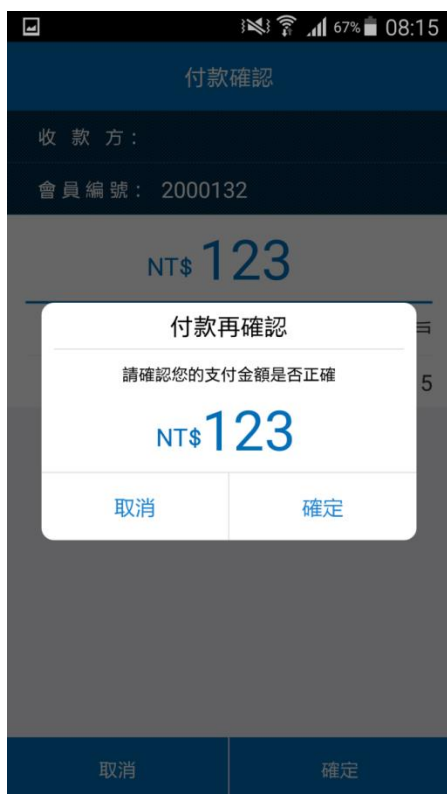 67% 08:15
付款確認
收款方：
會員編號： 2000132
NT$ 123
付款再確認
請確認您的支付金額是否正確
5
NT$ 123
取消 確定
取消 確定